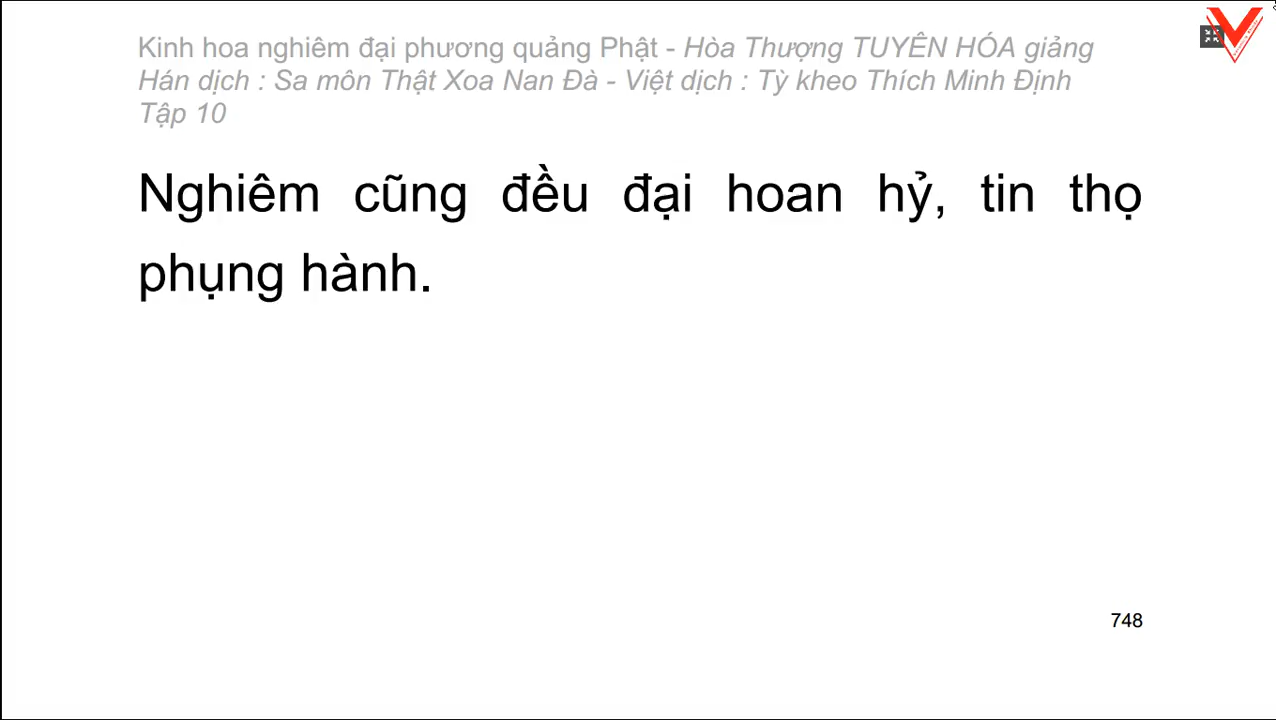 Kinh hoa nghiêm đại phương quảng Phật - Hòa Thượng TUYÊN HÓA giảng
Hán dịch : Sa môn Thật Xoa Nan Đà - Việt dịch : Tỳ kheo Thích Minh Định
Tập 10
Nghiêm cũng đều đại hoan hỷ, tin thọ
phụng hành.
748